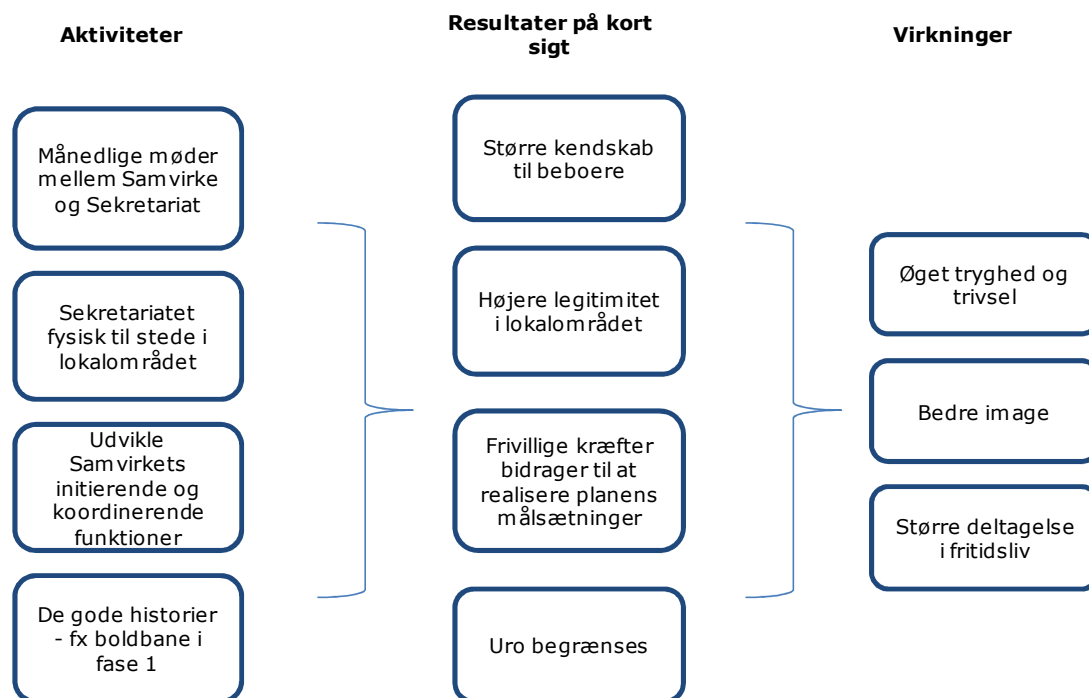 Aktiviteter
Resultater på kort
sigt
Virkninger
Månedlige møder
mellem Samvirke
og Sekretariat
Sekretariatet
fysisk til stede i
lokalområdet
Udvikle
Samvirkets
initierende og
koordinerende
funktioner
De gode historier
- fx boldbane i
fase 1
Større kendskab
til beboere
Højere legitimitet
i lokalområdet
Frivillige kræfter
bidrager til at
realisere planens
målsætninger
Uro begrænses
Øget tryghed og
trivsel
Bedre image
Større deltagelse
i fritidsliv